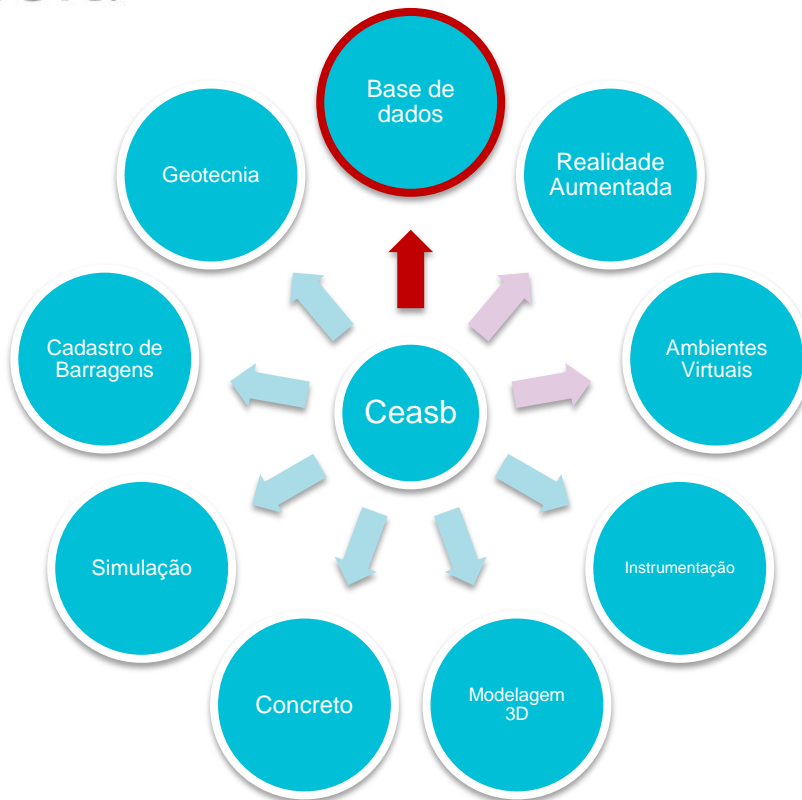 Base de
dados
Realidade
Aumentada
Ambientes
Virtuais
Instrumentação
Modelagem
3D
Concreto
Simulação
Cadastro de
Barragens
Geotecnia
Ceasb